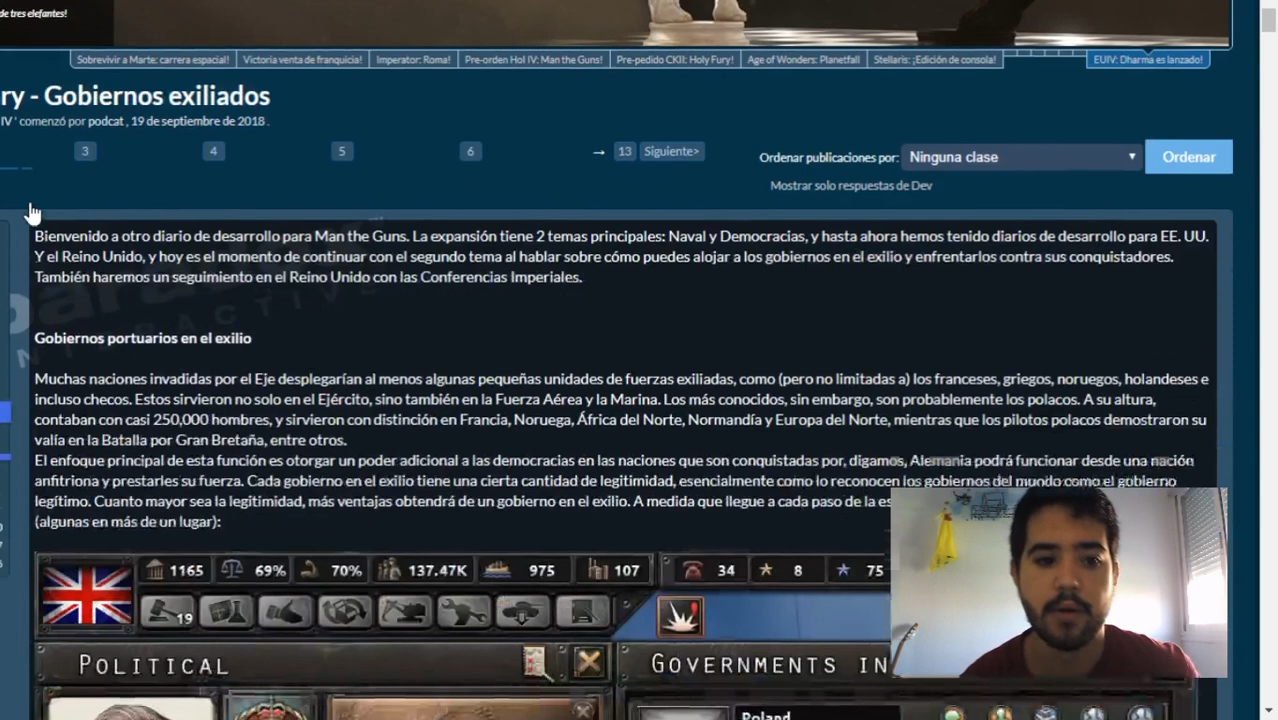 de tres elefantes!
Sobrevivir a Marte: carrera espacial! Victoria venta de franquicia! Imperator: Roma! Pre-orden HoI IV: Man the Guns! Pre-pedido CKII: Holy Fury! Age of Wonders: Planetfall Stellaris: ¡Edición de consola! EUIV: Dharma es lanzado!
ry - Gobiernos exiliados
IV ' comenzó por podcat , 19 de septiembre de 2018 .
3 4 5 6 → 13 Siguiente> Ordenar publicaciones por: Ninguna clase Ordenar
Mostrar solo respuestas de Dev
Bienvenido a otro diario de desarrollo para Man the Guns. La expansión tiene 2 temas principales: Naval y Democracias, y hasta ahora hemos tenido diarios de desarrollo para EE. UU.
Y el Reino Unido, y hoy es el momento de continuar con el segundo tema al hablar sobre cómo puedes alojar a los gobiernos en el exilio y enfrentarlos contra sus conquistadores.
También haremos un seguimiento en el Reino Unido con las Conferencias Imperiales.
Gobiernos portuarios en el exilio
Muchas naciones invadidas por el Eje desplegarían al menos algunas pequeñas unidades de fuerzas exiliadas, como (pero no limitadas a) los franceses, griegos, noruegos, holandeses e
incluso checos. Estos sirvieron no solo en el Ejército, sino también en la Fuerza Aérea y la Marina. Los más conocidos, sin embargo, son probablemente los polacos. A su altura,
contaban con casi 250,000 hombres, y sirvieron con distinción en Francia, Noruega, África del Norte, Normandía y Europa del Norte, mientras que los pilotos polacos demostraron su
valía en la Batalla por Gran Bretaña, entre otros.
El enfoque principal de esta función es otorgar un poder adicional a las democracias en las naciones que son conquistadas por, digamos, Alemania podrá funcionar desde una nación
anfitriona y prestarles su fuerza. Cada gobierno en el exilio tiene una cierta cantidad de legitimidad, esencialmente como lo reconocen los gobiernos del mundo como el gobierno
legítimo. Cuanto mayor sea la legitimidad, más ventajas obtendrá de un gobierno en el exilio. A medida que llegue a cada paso de la es
(algunas en más de un lugar):
1165 69% 70% 137.47K 975 107 34 8 75
19
POLITICAL GOVERNMENTS IN
Poland